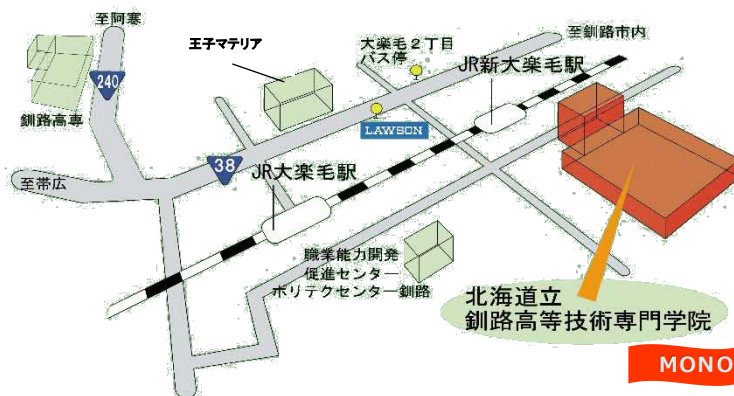 至阿寒
240
釧路高専
王子マテリア
大楽毛2丁目
バス停
至釧路市内
JR新大楽毛駅
LAWSON
38
JR大楽毛駅
至帯広
職業能力開発
促進センター
ポリテクセンター釧路
北海道立
釧路高等技術専門学院
MONO